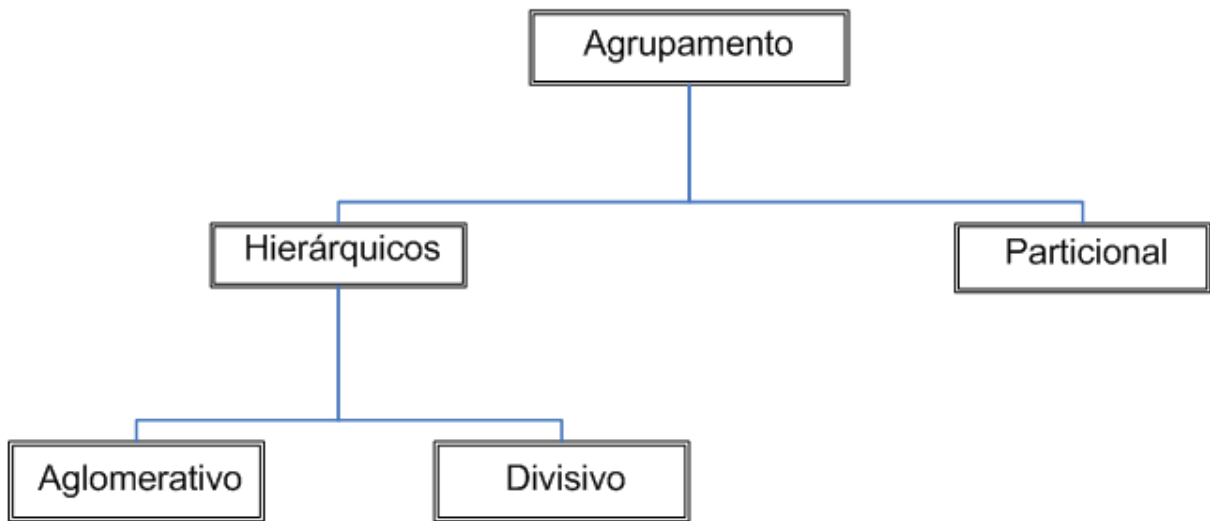 Agrupamento
Hierárquicos
Particional
Aglomerativo
Divisivo